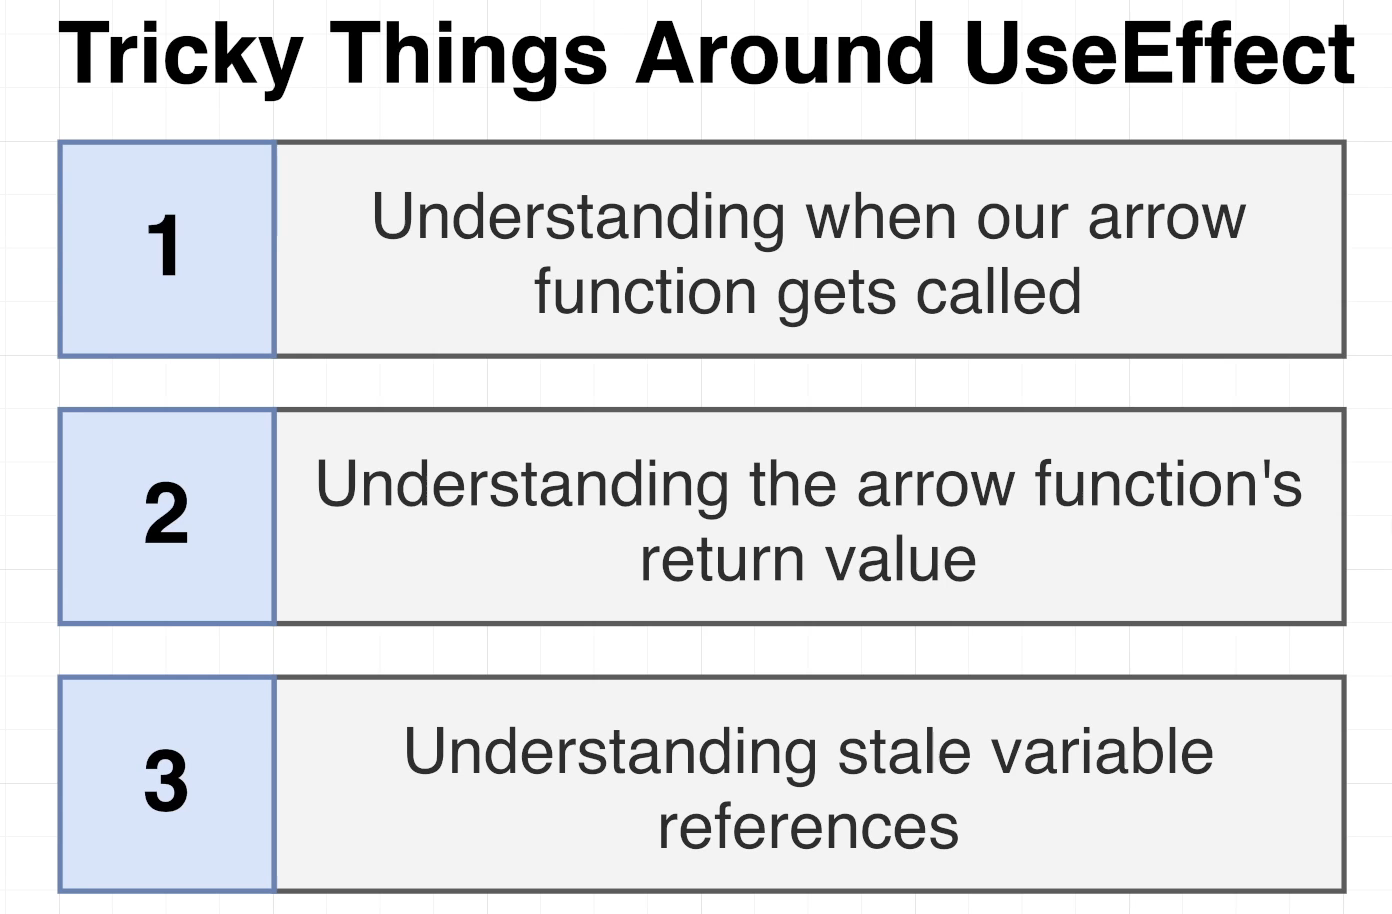 Tricky Things Around UseEffect
1
Understanding when our arrow
function gets called
2
Understanding the arrow function's
return value
3
Understanding stale variable
references